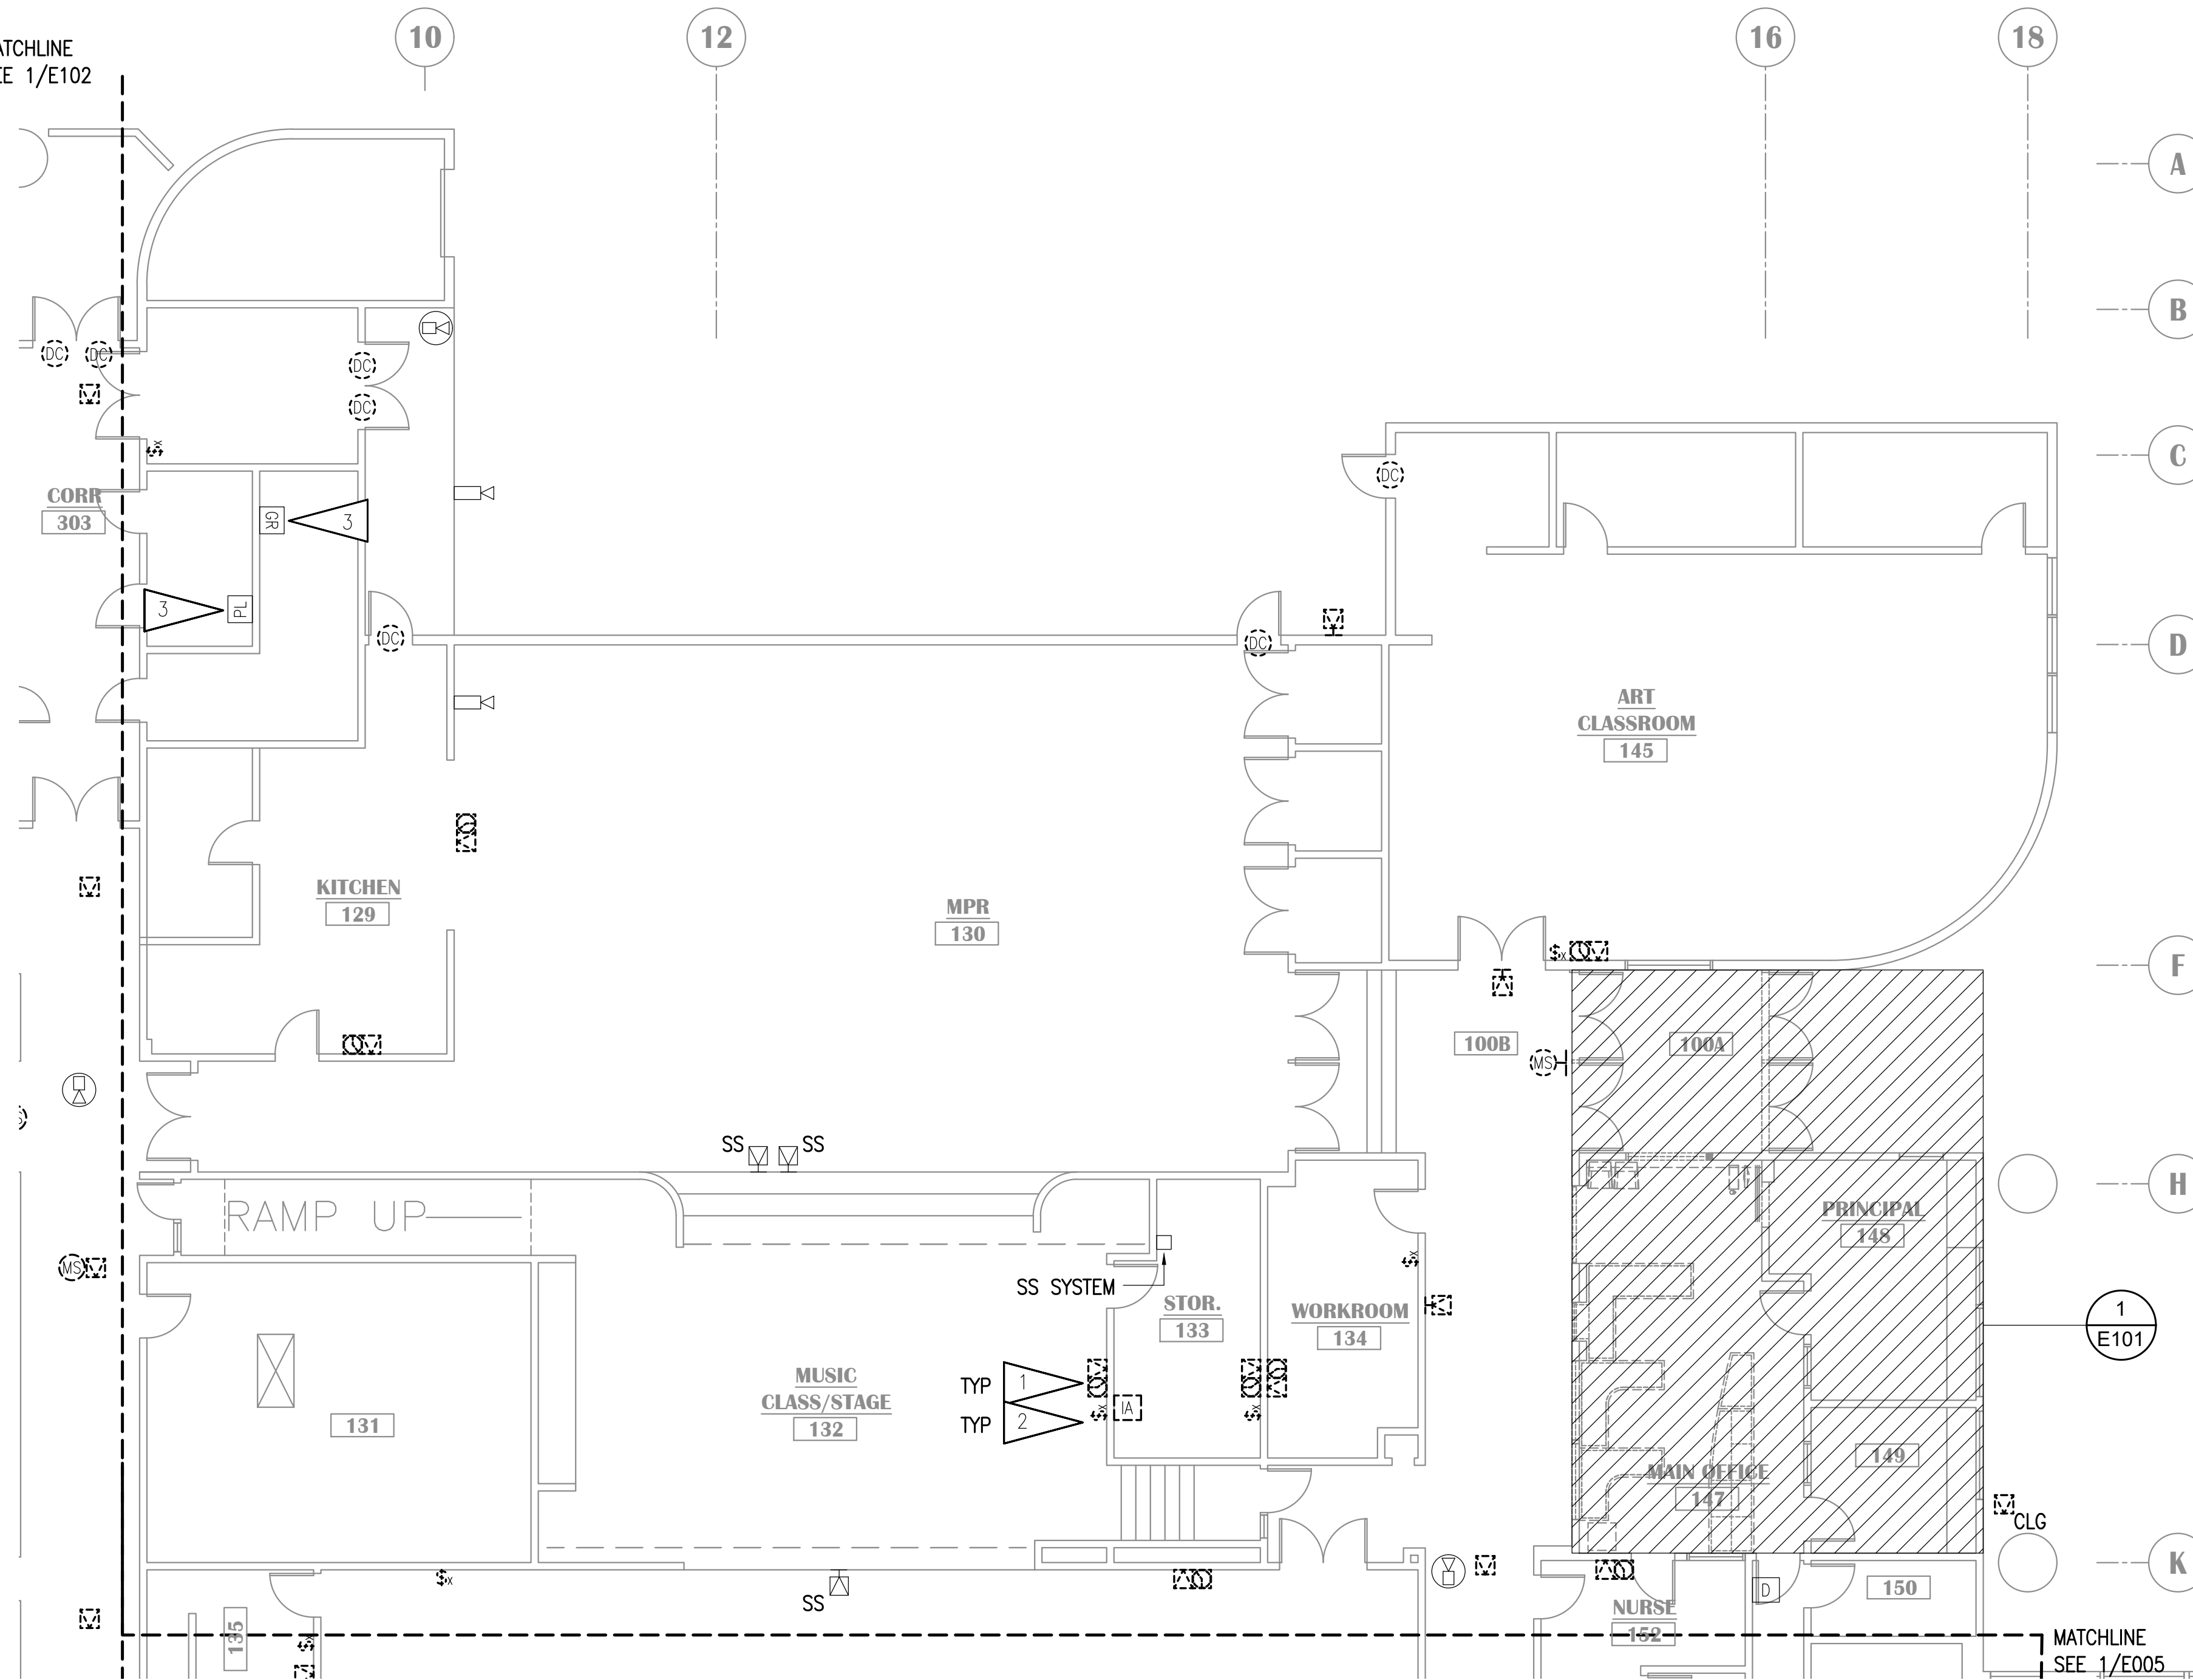 10
12
16
18
ATCHLINE
EE 1/E102
A
B
C
D
F
H
K
DC
DC
DC
DC
$x
CORR
303
GR
3
3
PL
DC
DC
DC
ART
CLASSROOM
145
KITCHEN
129
MPR
130
$x
100B
100A
MS
SS
SS
RAMP UP
MS
SS SYSTEM
STOR.
133
WORKROOM
134
$x
PRINCIPAL
148
1
E101
MUSIC
CLASS/STAGE
132
TYP
1
TYP
2
$x
IA
$x
131
149
MAIN OFFICE
147
CLG
$x
SS
D
150
NURSE
152
135
$x
MATCHLINE
SEE 1/E005